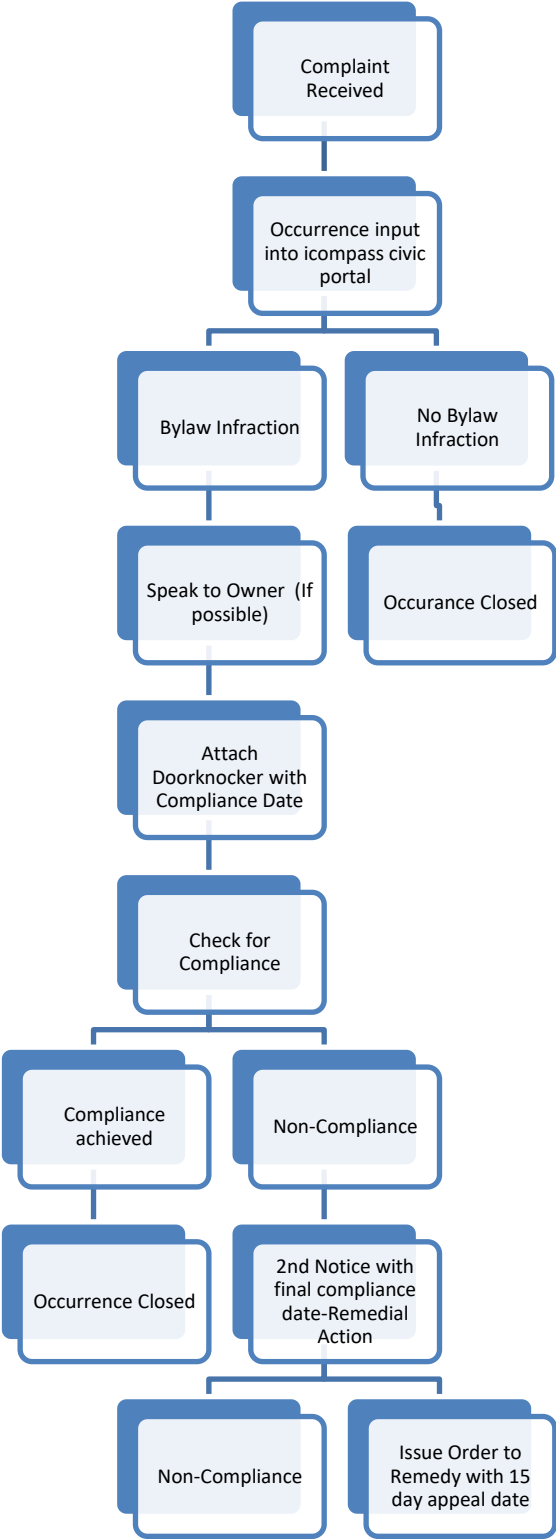 Complaint
Received
Occurrence input
into icompass civic
portal
Bylaw Infraction
No Bylaw
Infraction
Speak to Owner  (If
possible)
Occurance Closed
Attach
Doorknocker with
Compliance Date
Check for
Compliance
Compliance
achieved
Non-Compliance
Occurrence Closed
2nd Notice with
final compliance
date-Remedial
Action
Non-Compliance
Issue Order to
Remedy with 15
day appeal date